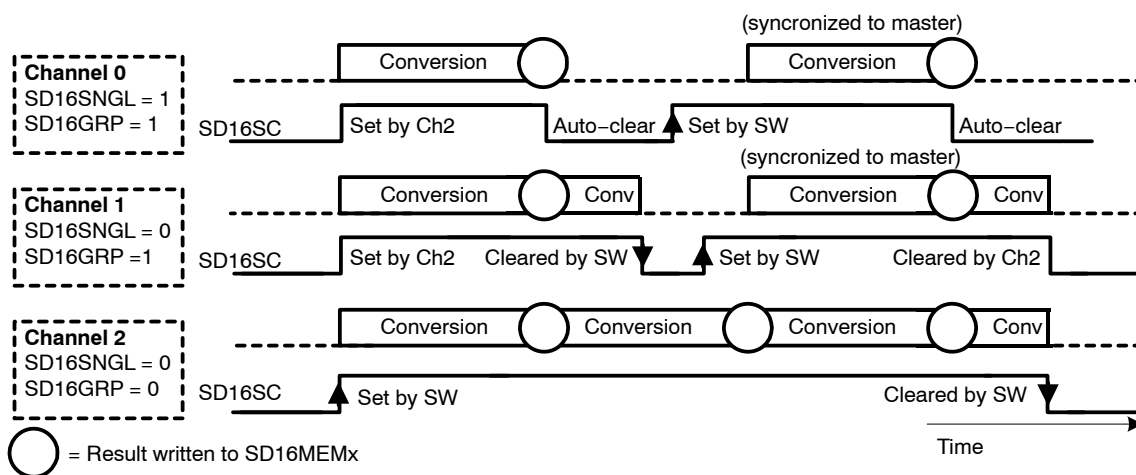 (syncronized to master)
Conversion Conversion
Channel 0
SD16SNGL = 1
SD16GRP = 1
SD16SC Set by Ch2 Auto−clear Set by SW Auto−clear
(syncronized to master)
Conversion Conv Conversion Conv
Channel 1
SD16SNGL = 0
SD16GRP =1
SD16SC Set by Ch2 Cleared by SW Set by SW Cleared by Ch2
Conversion Conversion Conversion Conv
Channel 2
SD16SNGL = 0
SD16GRP = 0
SD16SC Set by SW Cleared by SW
= Result written to SD16MEMx
Time